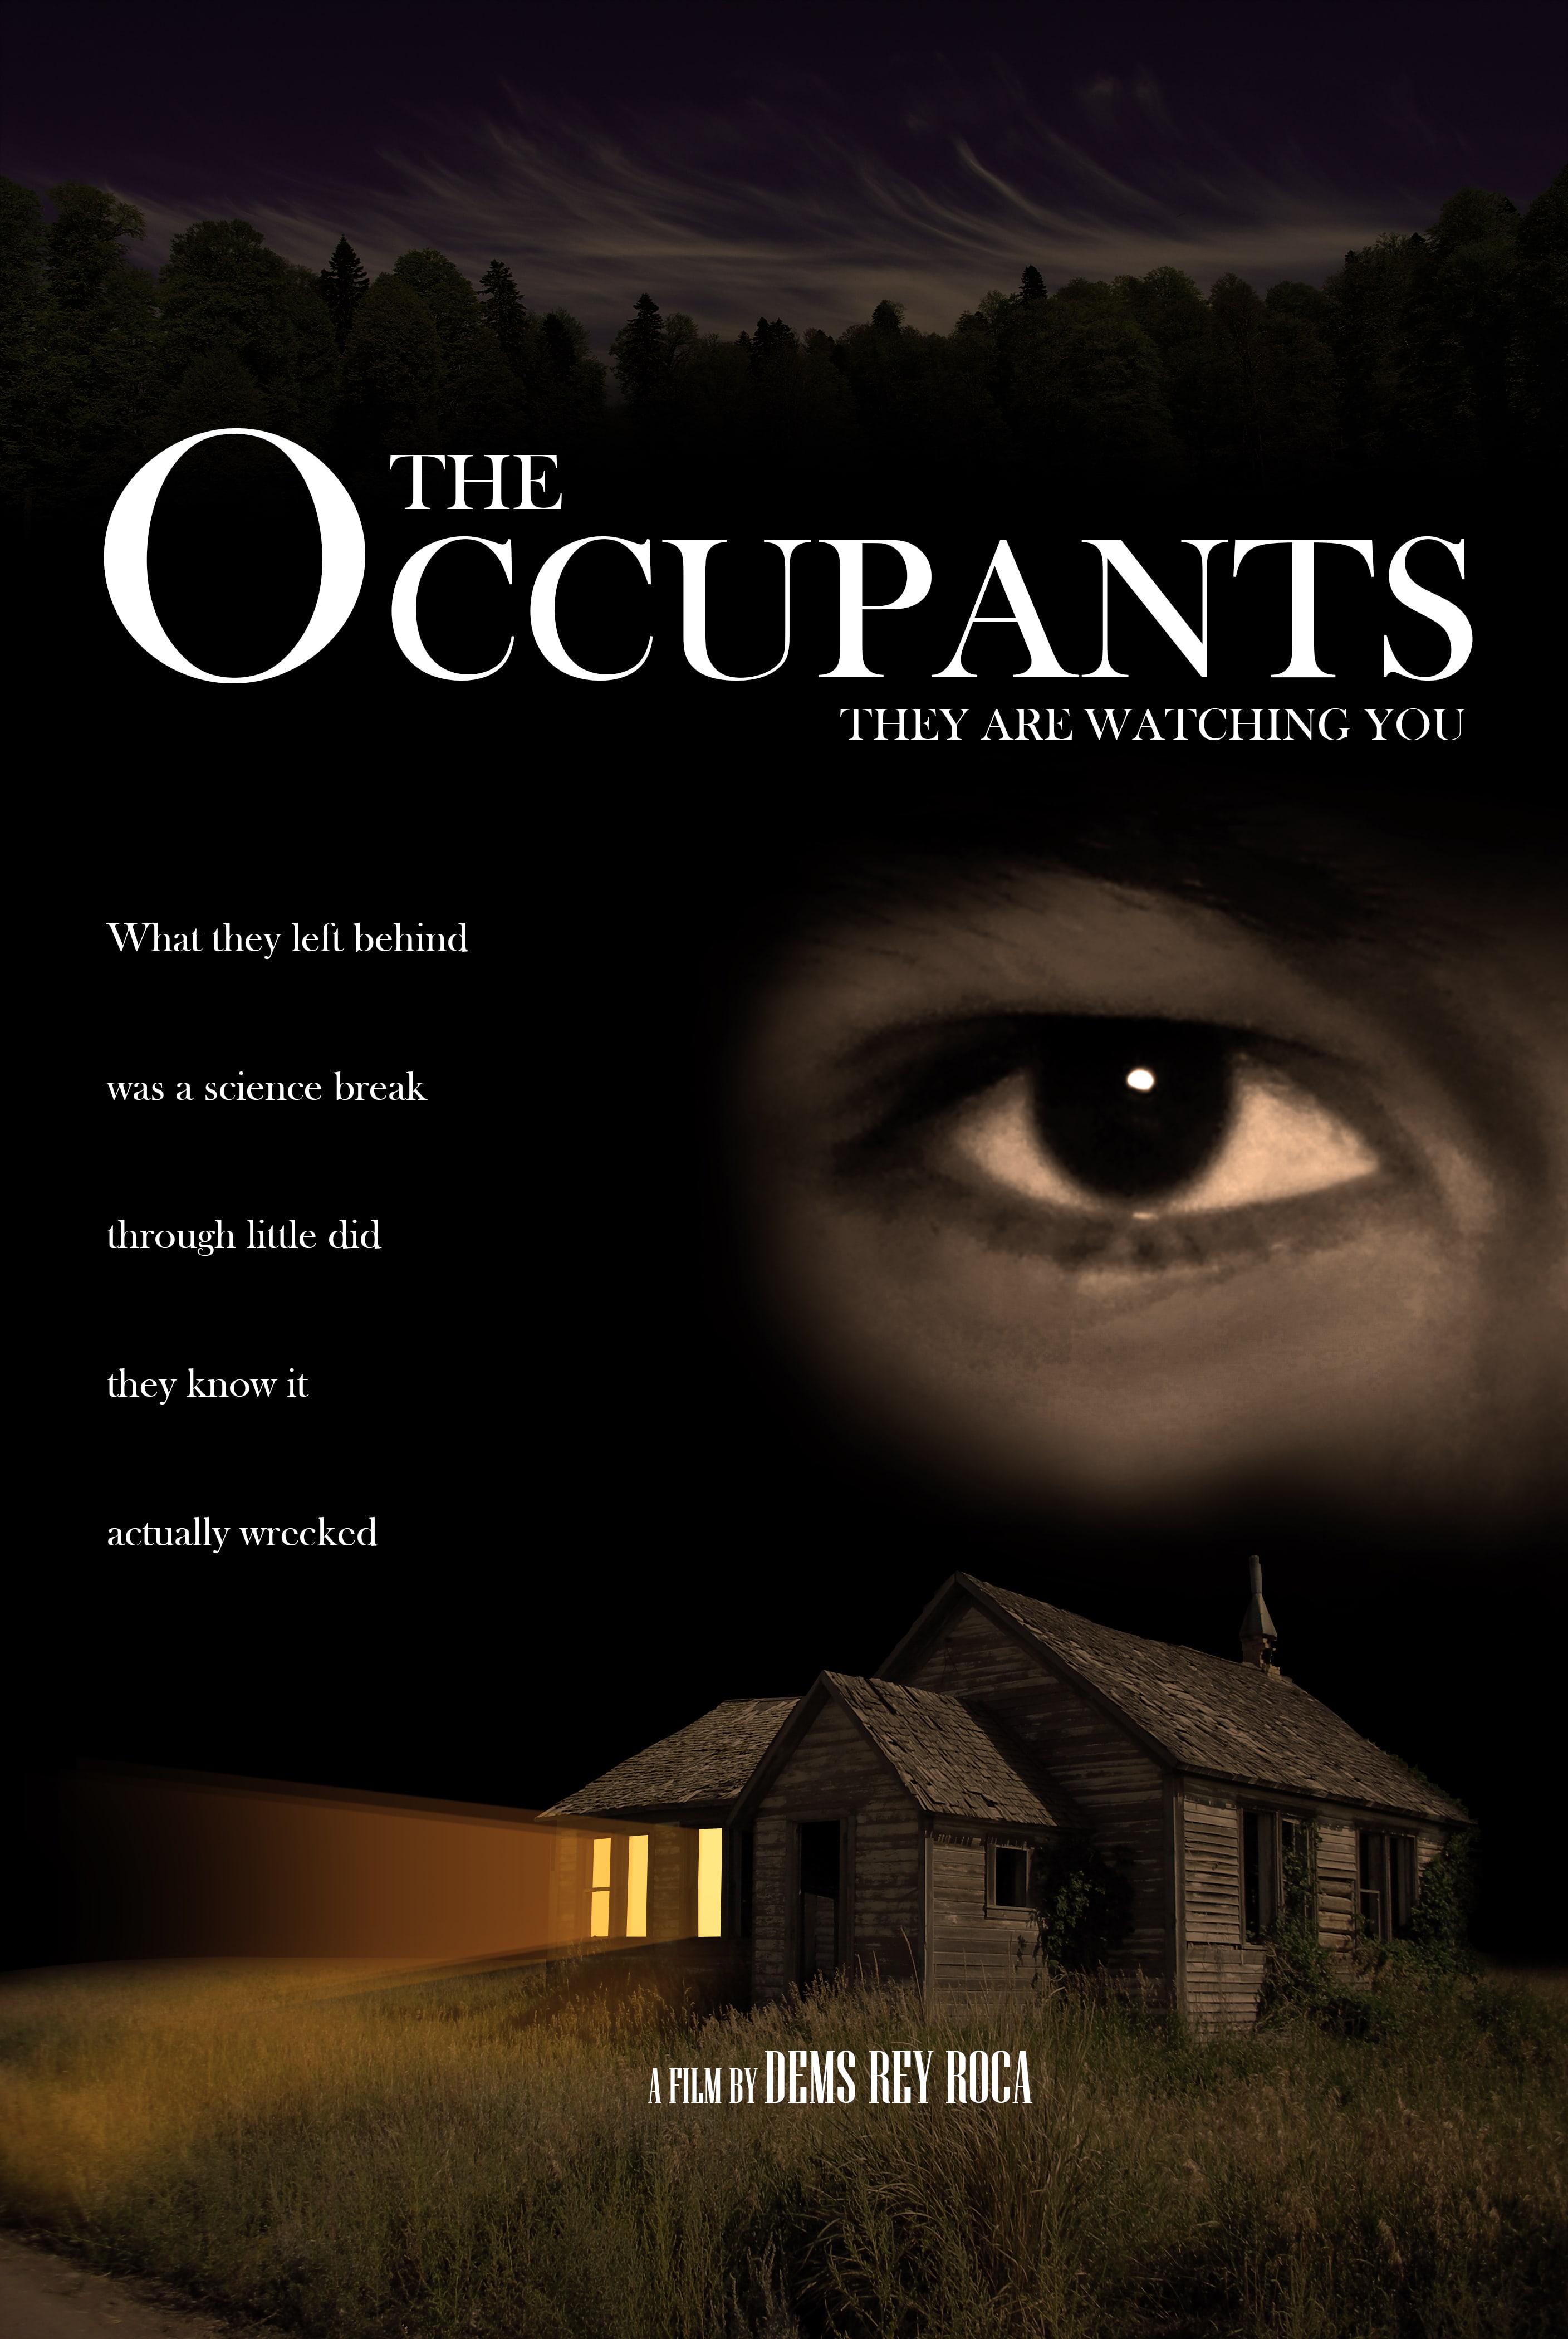 THE
OCCUPANTS
THEY ARE WATCHING YOU
What they left behind
was a science break
through little did
they know it
actually wrecked
A FILM BY DEMS REY ROCA